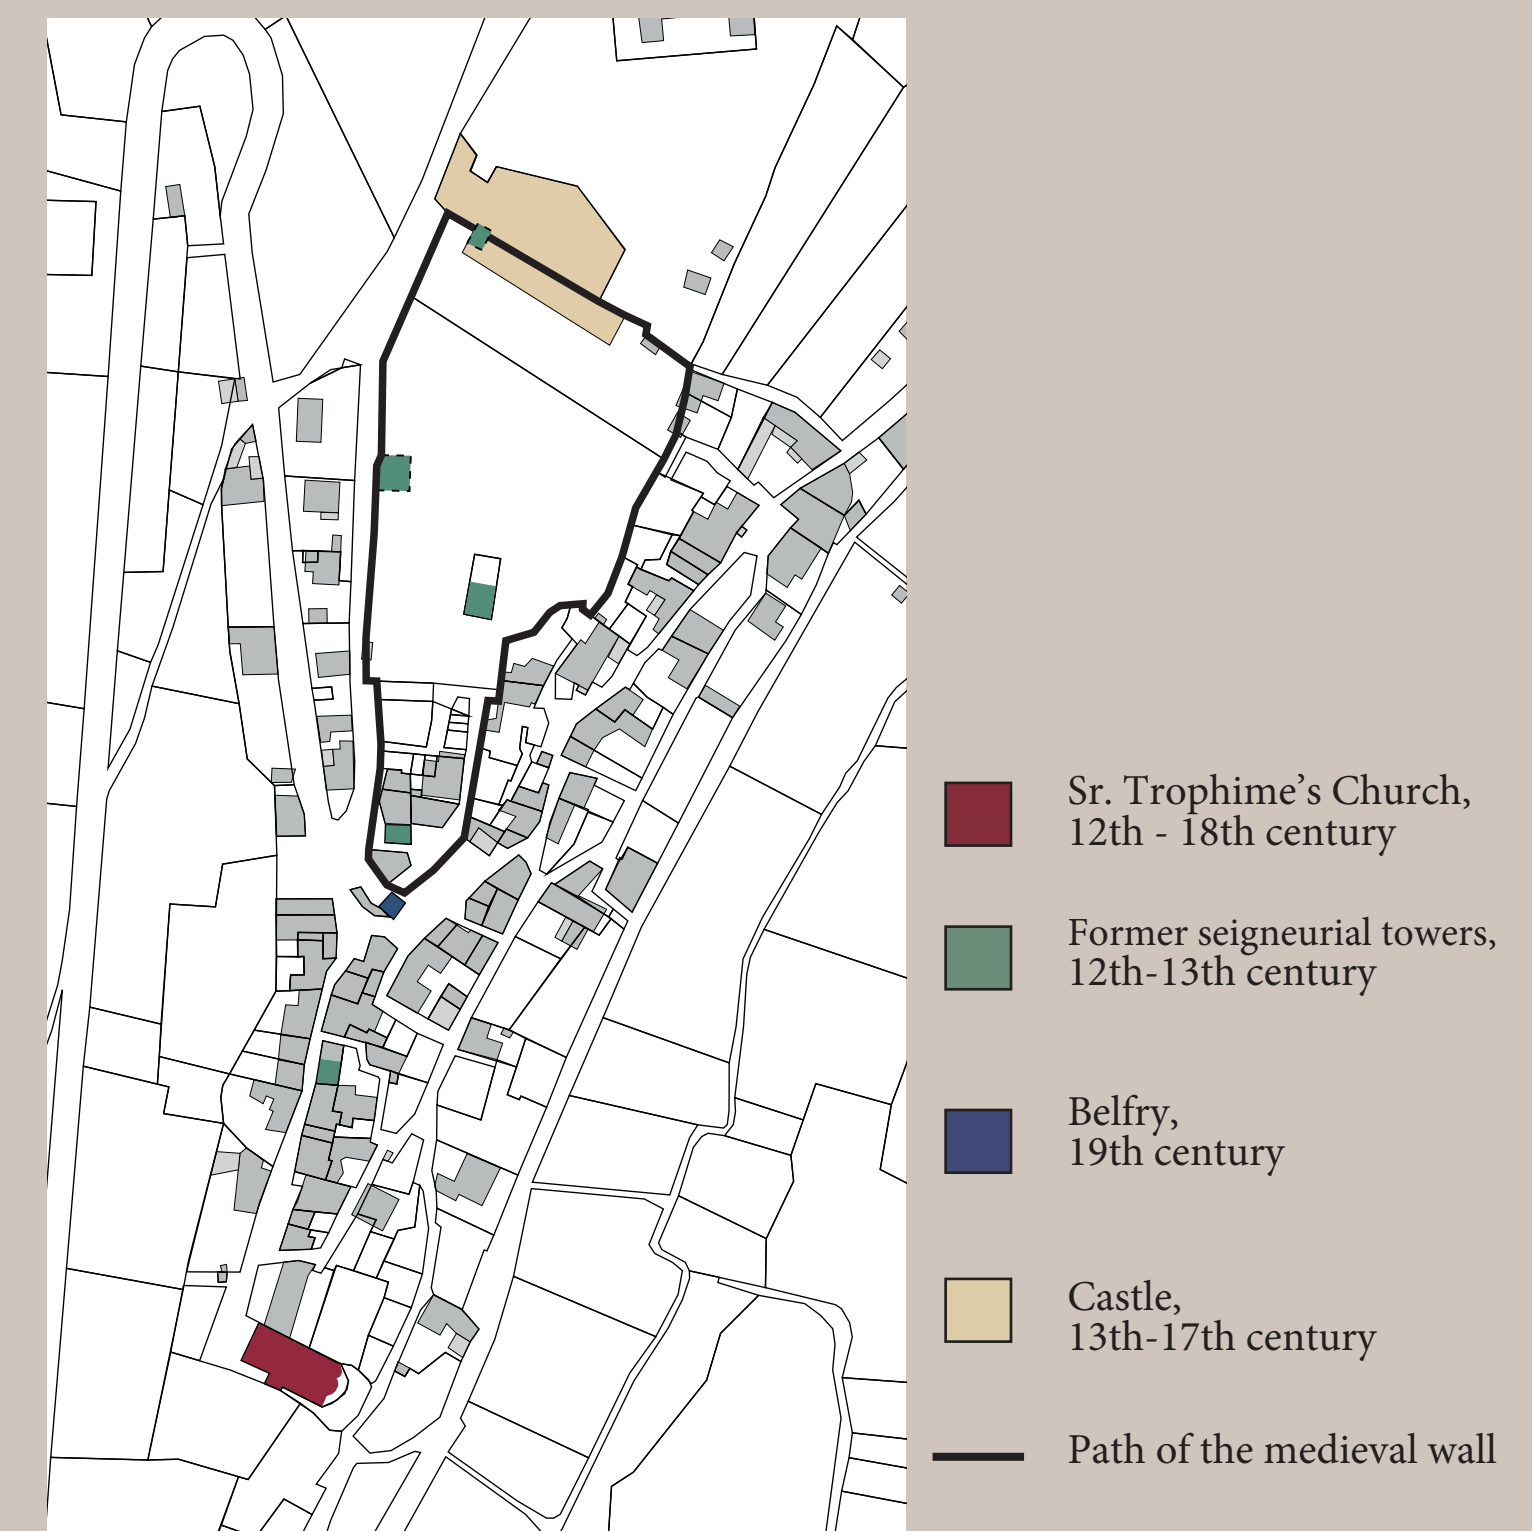 Sr. Trophime’s Church,
12th - 18th century
Former seigneurial towers,
12th-13th century
Belfry,
19th century
Castle,
13th-17th century
Path of the medieval wall